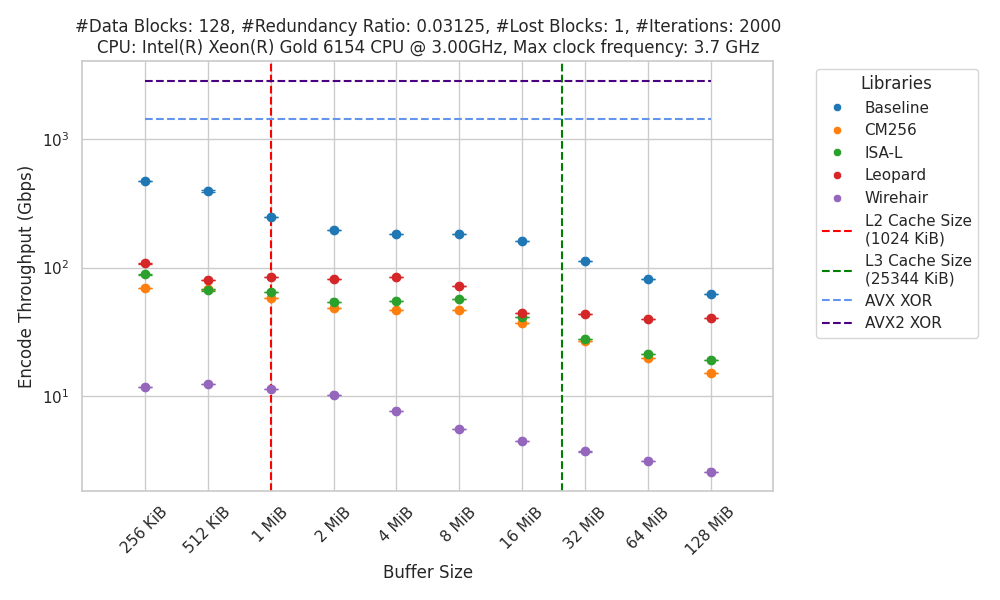 #Data Blocks: 128, #Redundancy Ratio: 0.03125, #Lost Blocks: 1, #Iterations: 2000
CPU: Intel(R) Xeon(R) Gold 6154 CPU @ 3.00GHz, Max clock frequency: 3.7 GHz
Encode Throughput (Gbps)
10³
10²
10¹
256 KiB
512 KiB
1 MiB
2 MiB
4 MiB
8 MiB
16 MiB
32 MiB
64 MiB
128 MiB
Buffer Size
Libraries
Baseline
CM256
ISA-L
Leopard
Wirehair
L2 Cache Size
(1024 KiB)
L3 Cache Size
(25344 KiB)
AVX XOR
AVX2 XOR